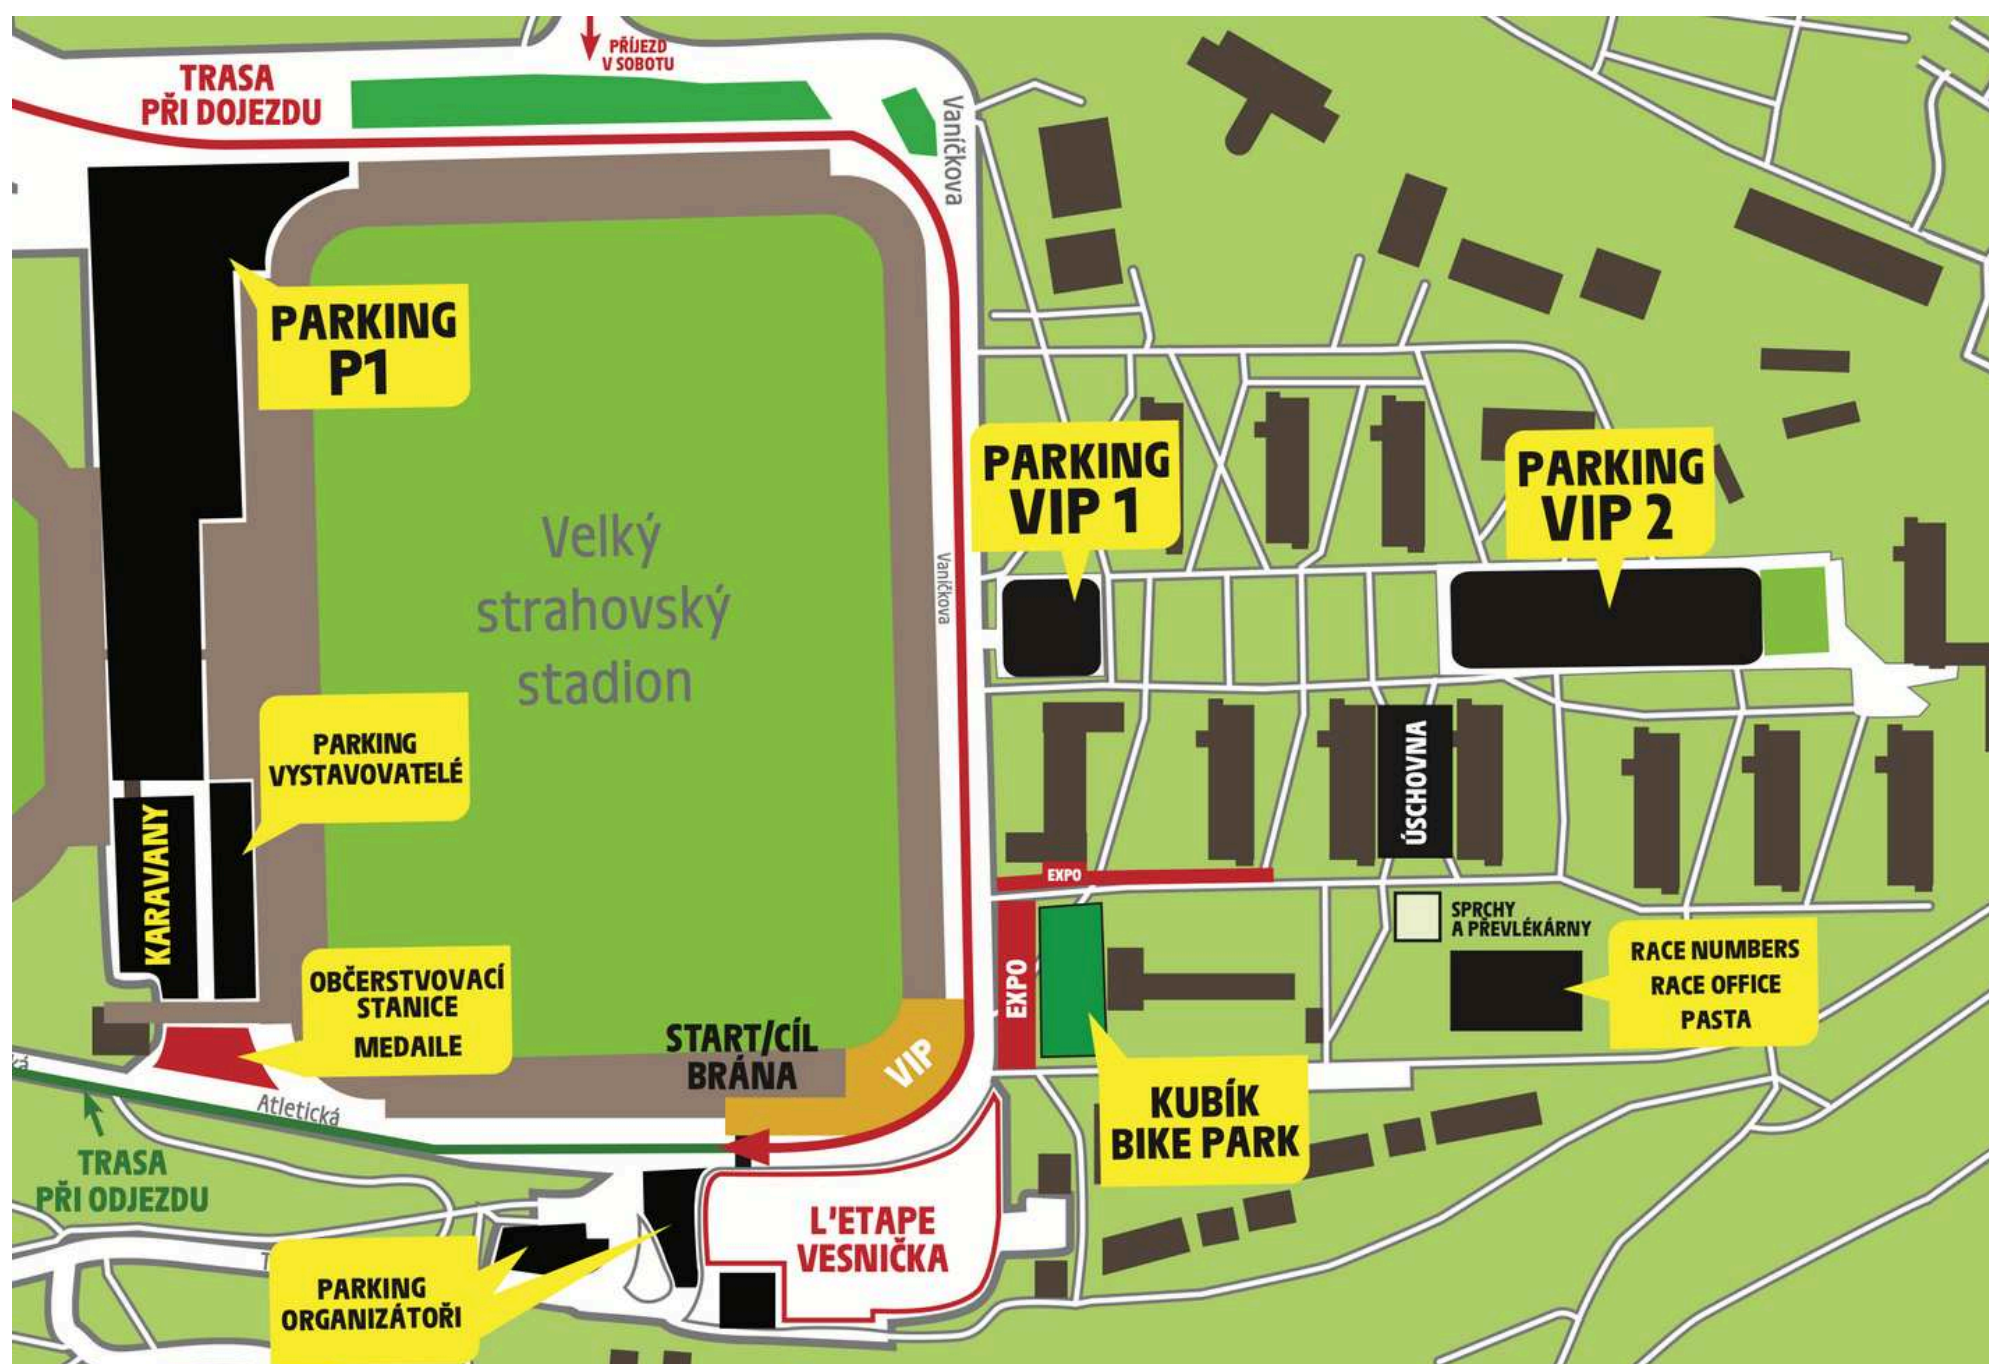 PŘÍJEZD
V SOBOTU
TRASA
PŘI DOJEZDU
Vaníčkova
PARKING
P1
PARKING
VIP 1
PARKING
VIP 2
Velký
strahovský
stadion
Vaníčkova
PARKING
VYSTAVOVATELÉ
KARAVANY
ÚSCHOVNA
EXPO
SPRCHY
A PŘEVLÉKÁRNY
RACE NUMBERS
RACE OFFICE
PASTA
EXPO
OBČERSTVOVACÍ
STANICE
MEDAILE
START/CÍL
BRÁNA
VIP
KUBÍK
BIKE PARK
Atletická
TRASA
PŘI ODJEZDU
L'ETAPE
VESNIČKA
PARKING
ORGANIZÁTOŘI